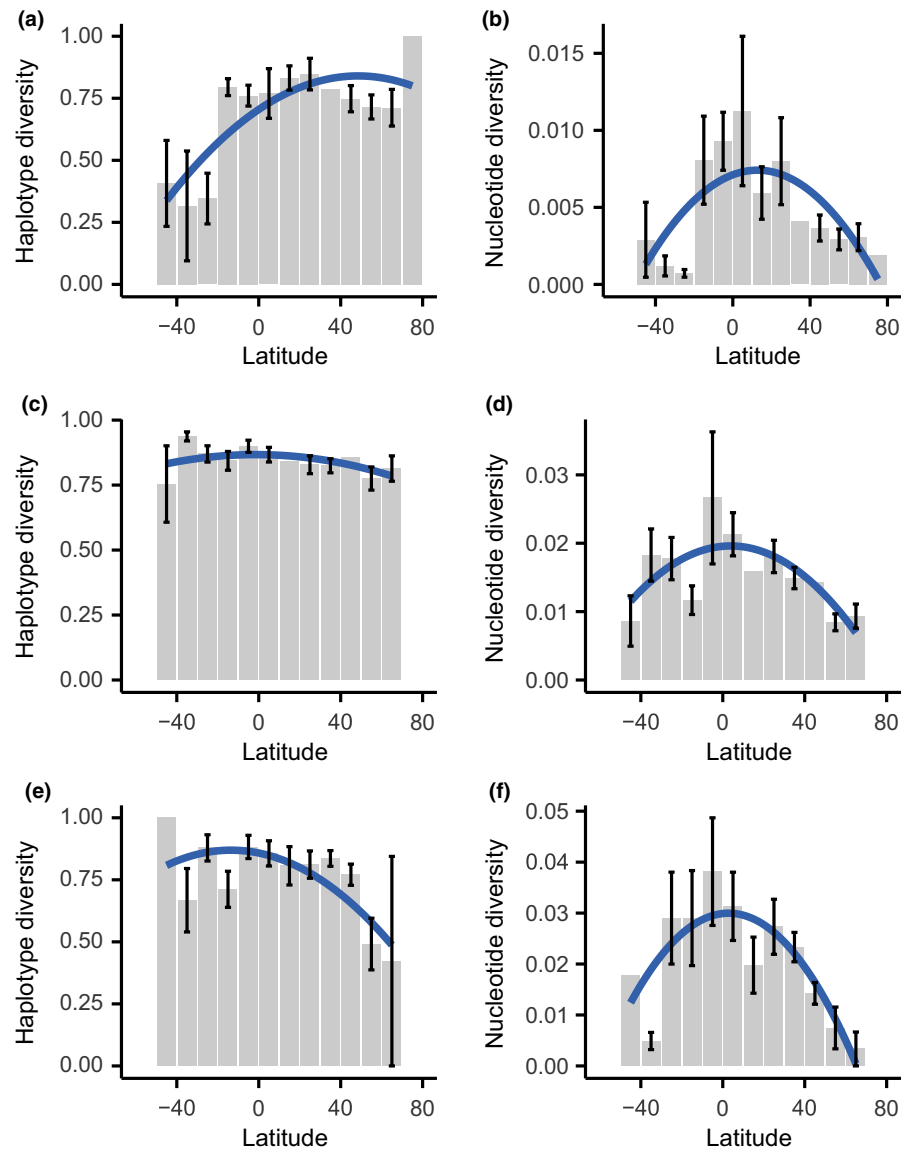 (a)
Haplotype diversity
1.00
0.75
0.50
0.25
0.00
−40 0 40 80
Latitude
(b)
Nucleotide diversity
0.015
0.010
0.005
0.000
−40 0 40 80
Latitude
(c)
Haplotype diversity
1.00
0.75
0.50
0.25
0.00
−40 0 40 80
Latitude
(d)
Nucleotide diversity
0.03
0.02
0.01
0.00
−40 0 40 80
Latitude
(e)
Haplotype diversity
1.00
0.75
0.50
0.25
0.00
−40 0 40 80
Latitude
(f)
Nucleotide diversity
0.05
0.04
0.03
0.02
0.01
0.00
−40 0 40 80
Latitude